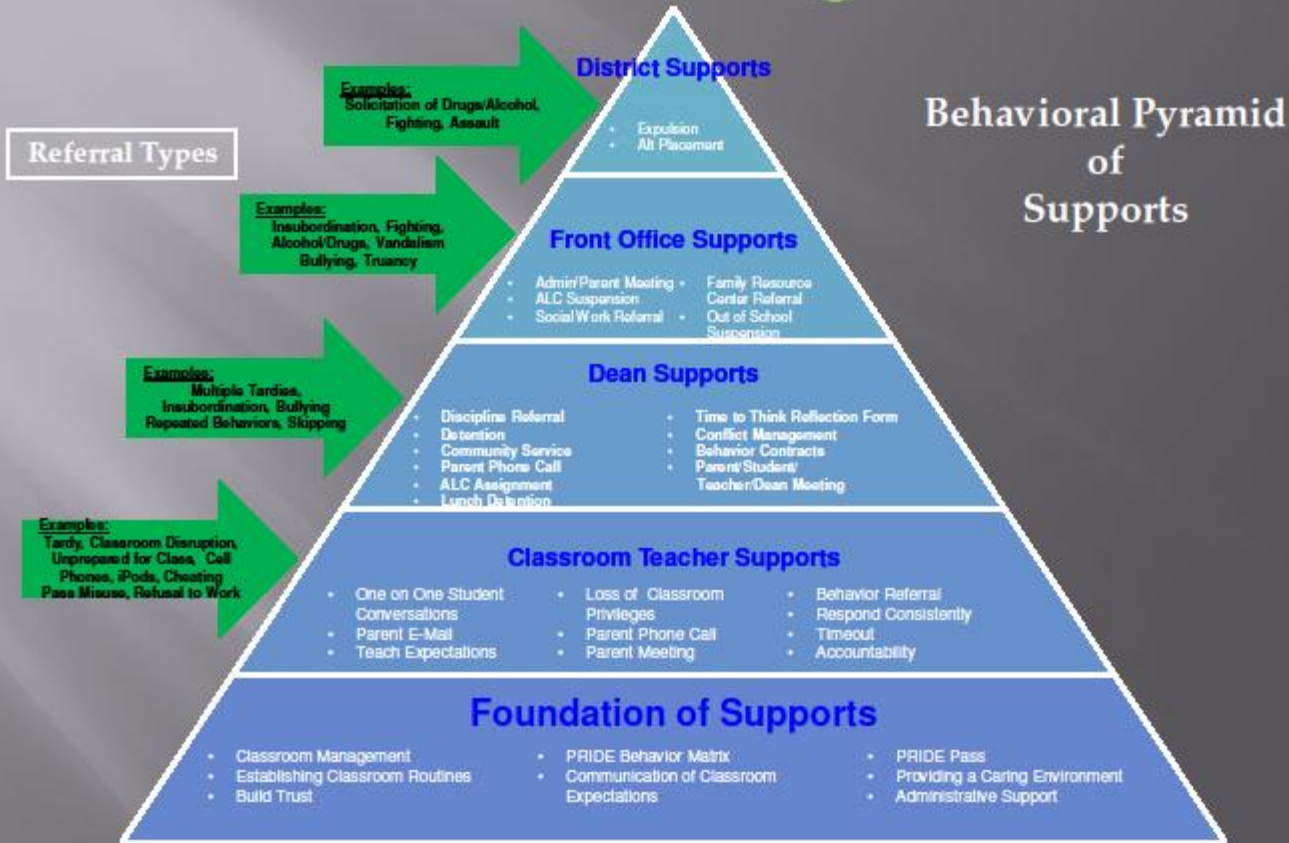 Behavioral Pyramid
of
Supports
Referral Types
Examples:
Solicitation of Drugs/Alcohol,
Fighting, Assault
District Supports
• Expulsion
• Alt Placement
Examples:
Insubordination, Fighting,
Alcohol/Drugs, Vandalism
Bullying, Truancy
Front Office Supports
• Admin/Parent Meeting
• ALC Suspension
• Social Work Referral
• Family Resource
Center Referral
• Out of School
Suspension
Examples:
Multiple Tardies,
Insubordination, Bullying
Repeated Behaviors, Skipping
Dean Supports
• Discipline Referral
• Detention
• Community Service
• Parent Phone Call
• ALC Assignment
• Lunch Detention
• Time to Think Reflection Form
• Conflict Management
• Behavior Contracts
• Parent/Student/
Teacher/Dean Meeting
Examples:
Tardy, Classroom Disruption,
Unprepared for Class, Cell
Phones, iPods, Cheating
Pass Misuse, Refusal to Work
Classroom Teacher Supports
• One on One Student
Conversations
• Parent E-Mail
• Teach Expectations
• Loss of Classroom
Privileges
• Parent Phone Call
• Parent Meeting
• Behavior Referral
• Respond Consistently
• Timeout
• Accountability
Foundation of Supports
• Classroom Management
• Establishing Classroom Routines
• Build Trust
• PRIDE Behavior Matrix
• Communication of Classroom
Expectations
• PRIDE Pass
• Providing a Caring Environment
• Administrative Support